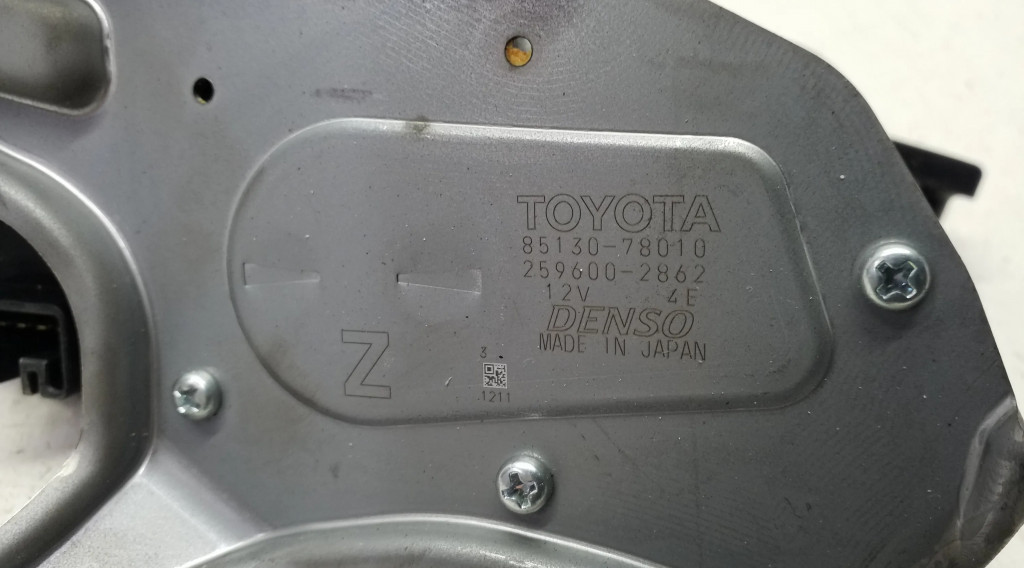 TOYOTA
85130-78010
259600-2862
12V 4E
DENSO
MADE IN JAPAN
Z
3
1211